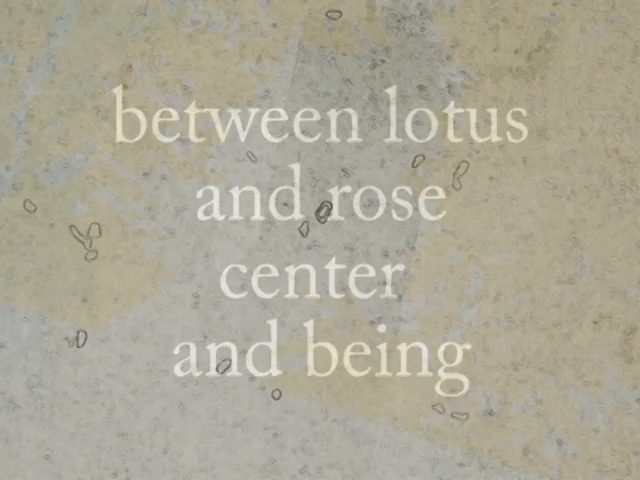 between lotus
and rose
center
and being